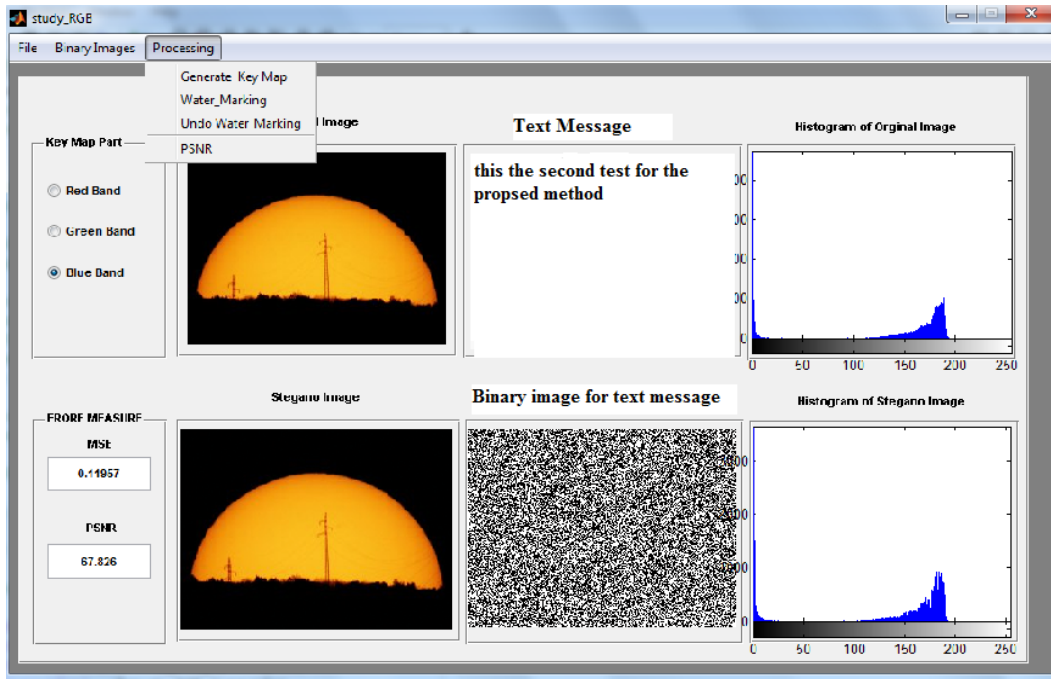 study_RGB
File Binary Images Processing
Generate Key Map
Water_Marking
Undo Water Marking
PSNR
Image
Text Message
Histogram of Orginal Image
Key Map Part
Red Band
Green Band
Blue Band
this the second test for the
propsed method
0 50 100 150 200 250
Stegano Image
Binary image for text message
Histogram of Stegano Image
MEASURE
MSE
0.11957
PSNR
67.826
0 50 100 150 200 250